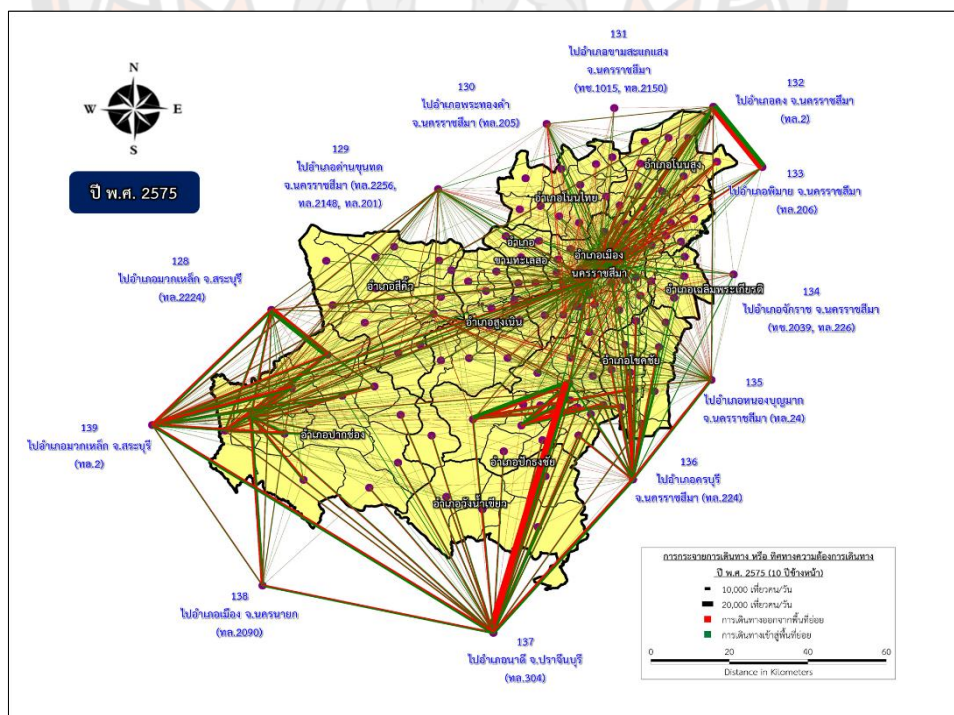 131
ไปอำเภอขามสะแกแสง
จ.นครราชสีมา
(ทช.1015, ทล.2150)
132
ไปอำเภอคง จ.นครราชสีมา
(ทล.2)
130
ไปอำเภอพระทองคำ
จ.นครราชสีมา (ทล.205)
N
W
E
S
129
ไปอำเภอด่านขุนทด
จ.นครราชสีมา (ทล.2256,
ทล.2148, ทล.201)
133
ไปอำเภอพิมาย จ.นครราชสีมา
(ทล.206)
ปี พ.ศ. 2575
อำเภอโนนสูง
อำเภอโนนไทย
อำเภอ
ขามทะเลสอ
อำเภอเมือง
นครราชสีมา
128
ไปอำเภอมวกเหล็ก จ.สระบุรี
(ทล.2224)
อำเภอสีคิ้ว
อำเภอเฉลิมพระเกียรติ
134
ไปอำเภอจักราช จ.นครราชสีมา
(ทช.2039, ทล.226)
อำเภอสูงเนิน
อำเภอโชคชัย
135
ไปอำเภอหนองบุญมาก
จ.นครราชสีมา (ทล.24)
139
ไปอำเภอมวกเหล็ก จ.สระบุรี
(ทล.2)
อำเภอปากช่อง
อำเภอปักธงชัย
136
ไปอำเภอครบุรี
จ.นครราชสีมา (ทล.224)
อำเภอวังน้ำเขียว
138
ไปอำเภอเมือง จ.นครนายก
(ทล.2090)
137
ไปอำเภอนาดี จ.ปราจีนบุรี
(ทล.304)
การกระจายการเดินทาง หรือ ทิศทางความต้องการเดินทาง
ปี พ.ศ. 2575 (10 ปีข้างหน้า)
10,000 เที่ยวคน/วัน
20,000 เที่ยวคน/วัน
การเดินทางออกจากพื้นที่ย่อย
การเดินทางเข้าสู่พื้นที่ย่อย
0 20 40 60
Distance in Kilometers